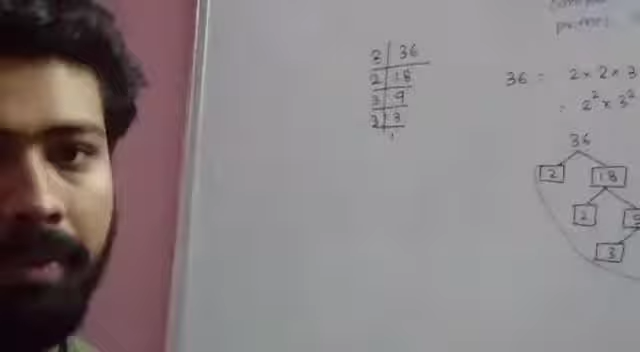 2 | 36
2 | 18
3 | 9
3 | 3
1
36 = 2 × 2 × 3
= 2² × 3²
36
2 18
2 9
3